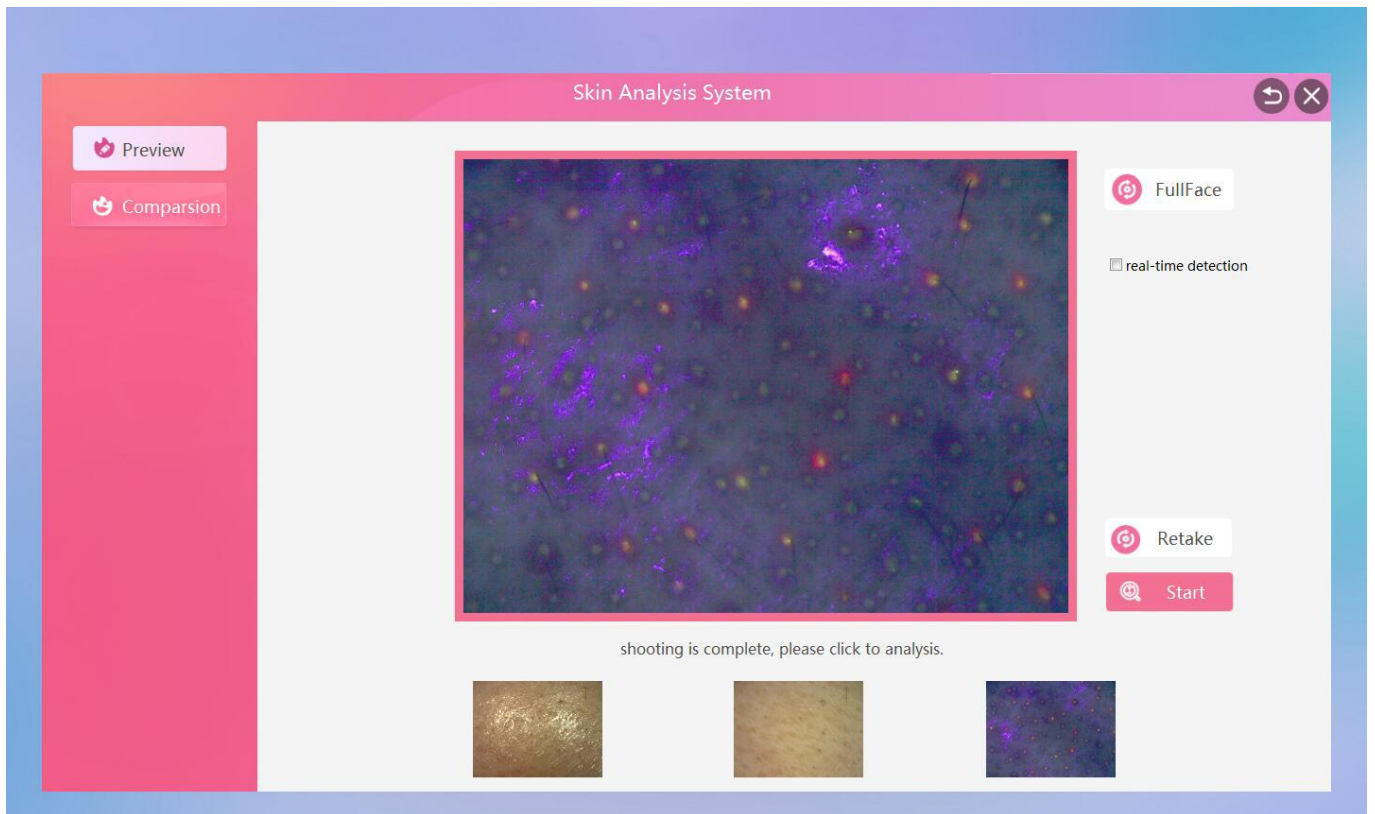 Skin Analysis System
Preview
Comparsion
FullFace
real-time detection
Retake
Start
shooting is complete, please click to analysis.